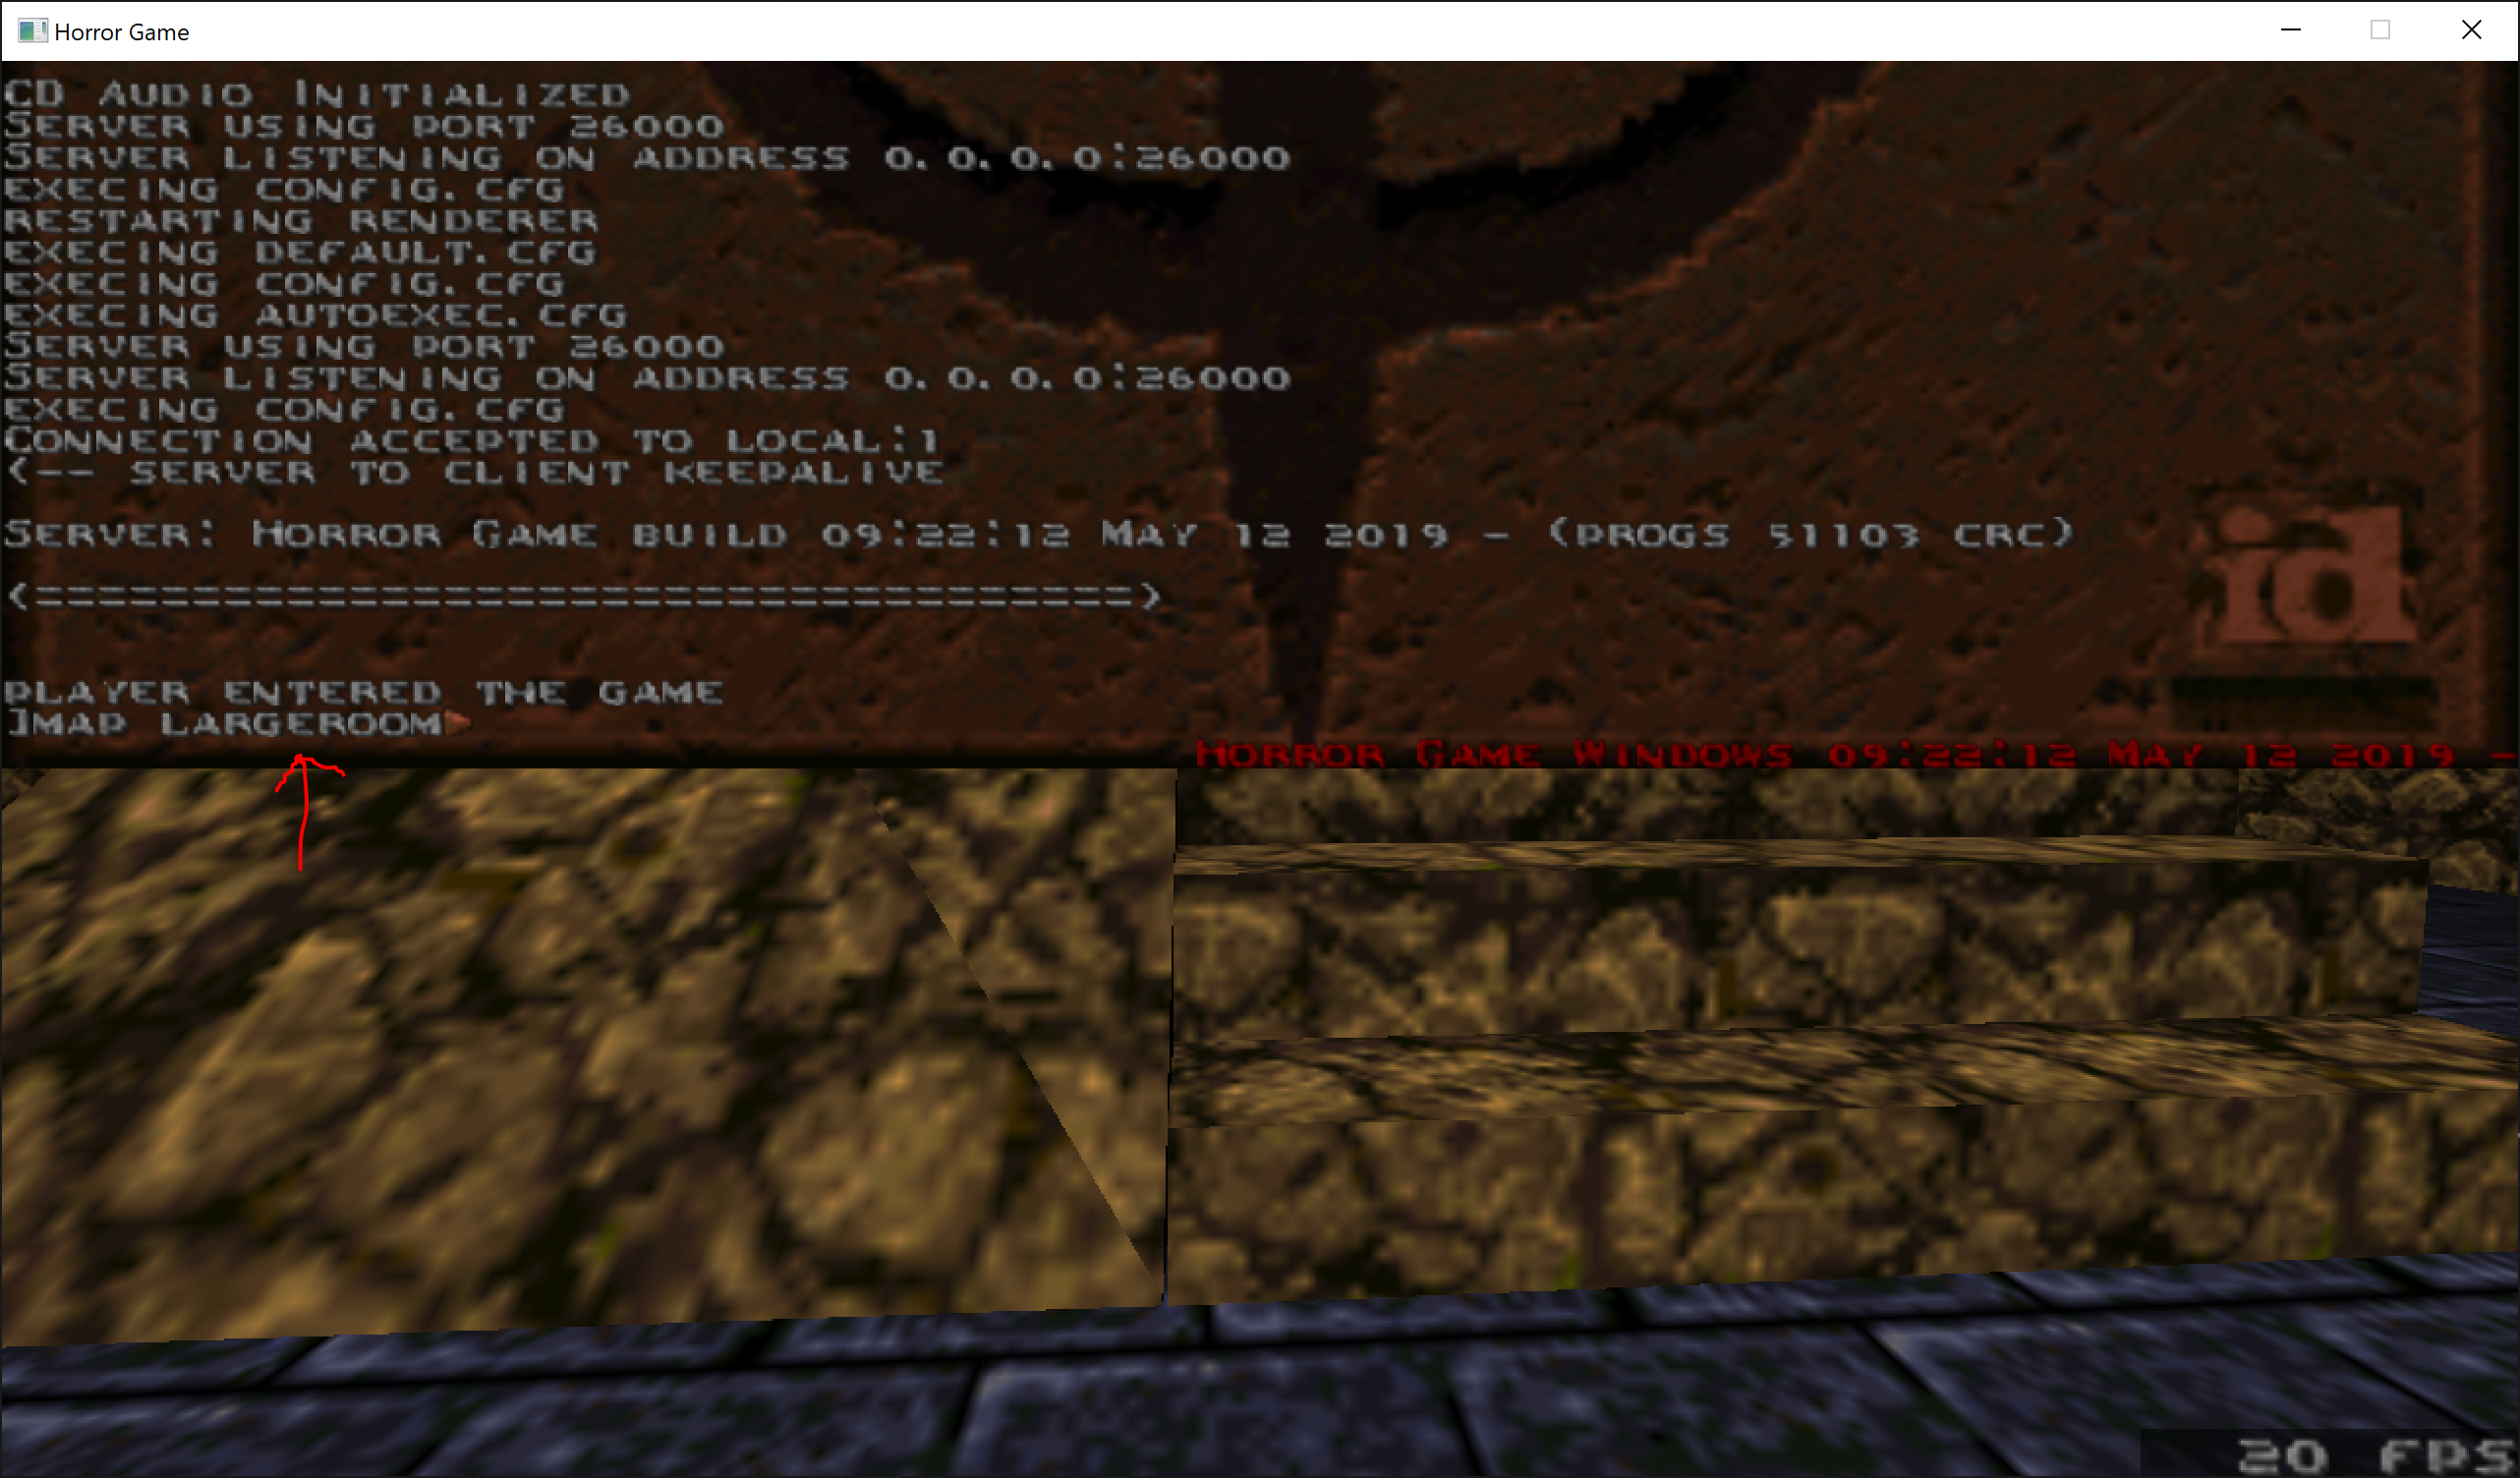 Horror Game
CD Audio Initialized
Server using port 26000
Server listening on address 0.0.0.0:26000
execing config.cfg
restarting renderer
execing default.cfg
execing config.cfg
execing autoexec.cfg
Server using port 26000
Server listening on address 0.0.0.0:26000
execing config.cfg
Connection accepted to local:1
<-- server to client keepalive
Server: Horror Game build 09:22:12 May 12 2019 - (progs 51103 crc)
<===================================>
player entered the game
]map largeroom
id
Horror Game Windows 09:22:12 May 12 2019 -
20 fps